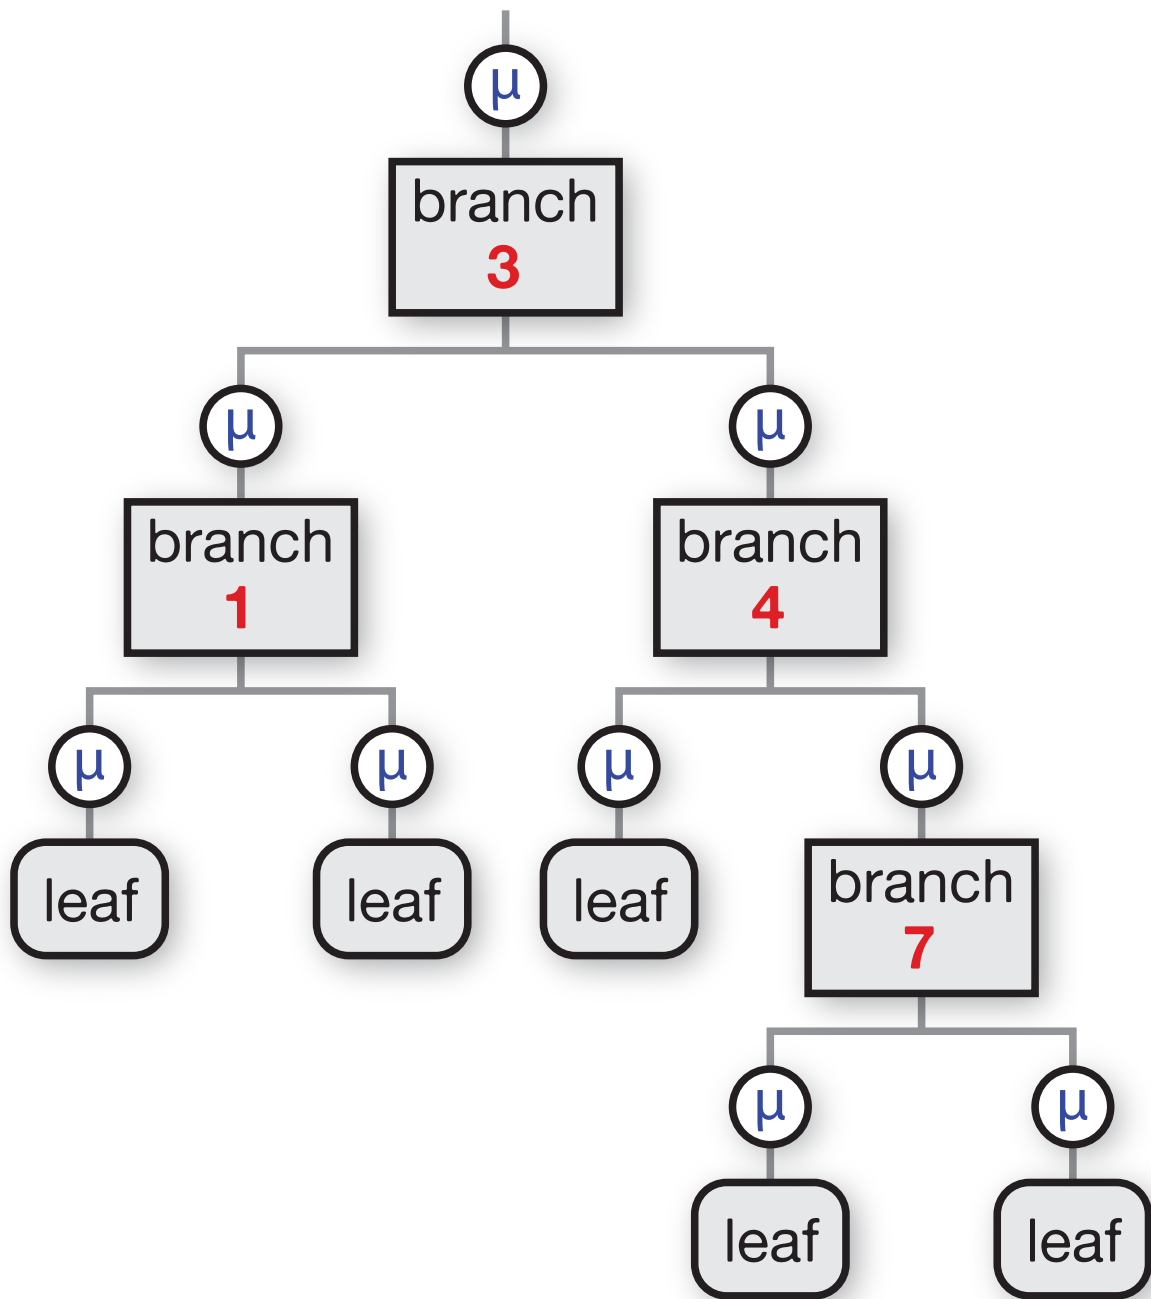 μ
branch
3
μ μ
branch branch
1 4
μ μ μ μ
leaf leaf leaf branch
7
μ μ
leaf leaf